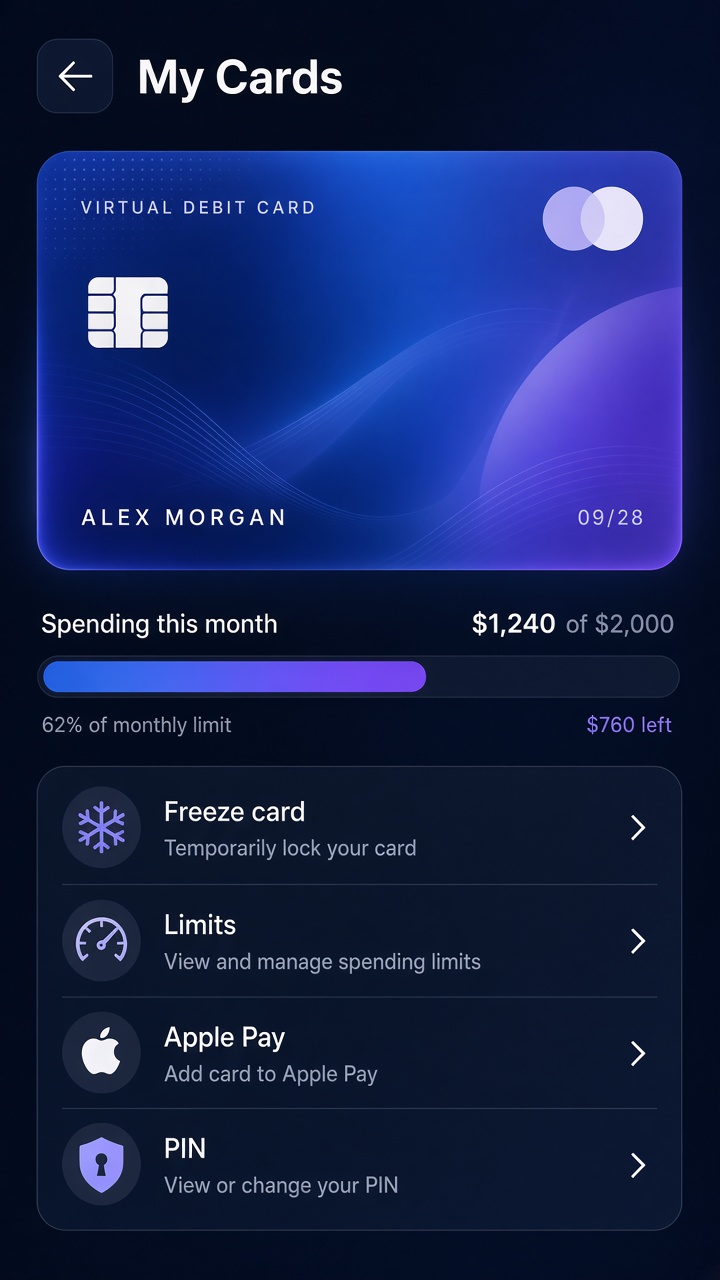 My Cards
VIRTUAL DEBIT CARD
ALEX MORGAN
09/28
Spending this month
$1,240 of $2,000
62% of monthly limit
$760 left
Freeze card
Temporarily lock your card
Limits
View and manage spending limits
Apple Pay
Add card to Apple Pay
PIN
View or change your PIN